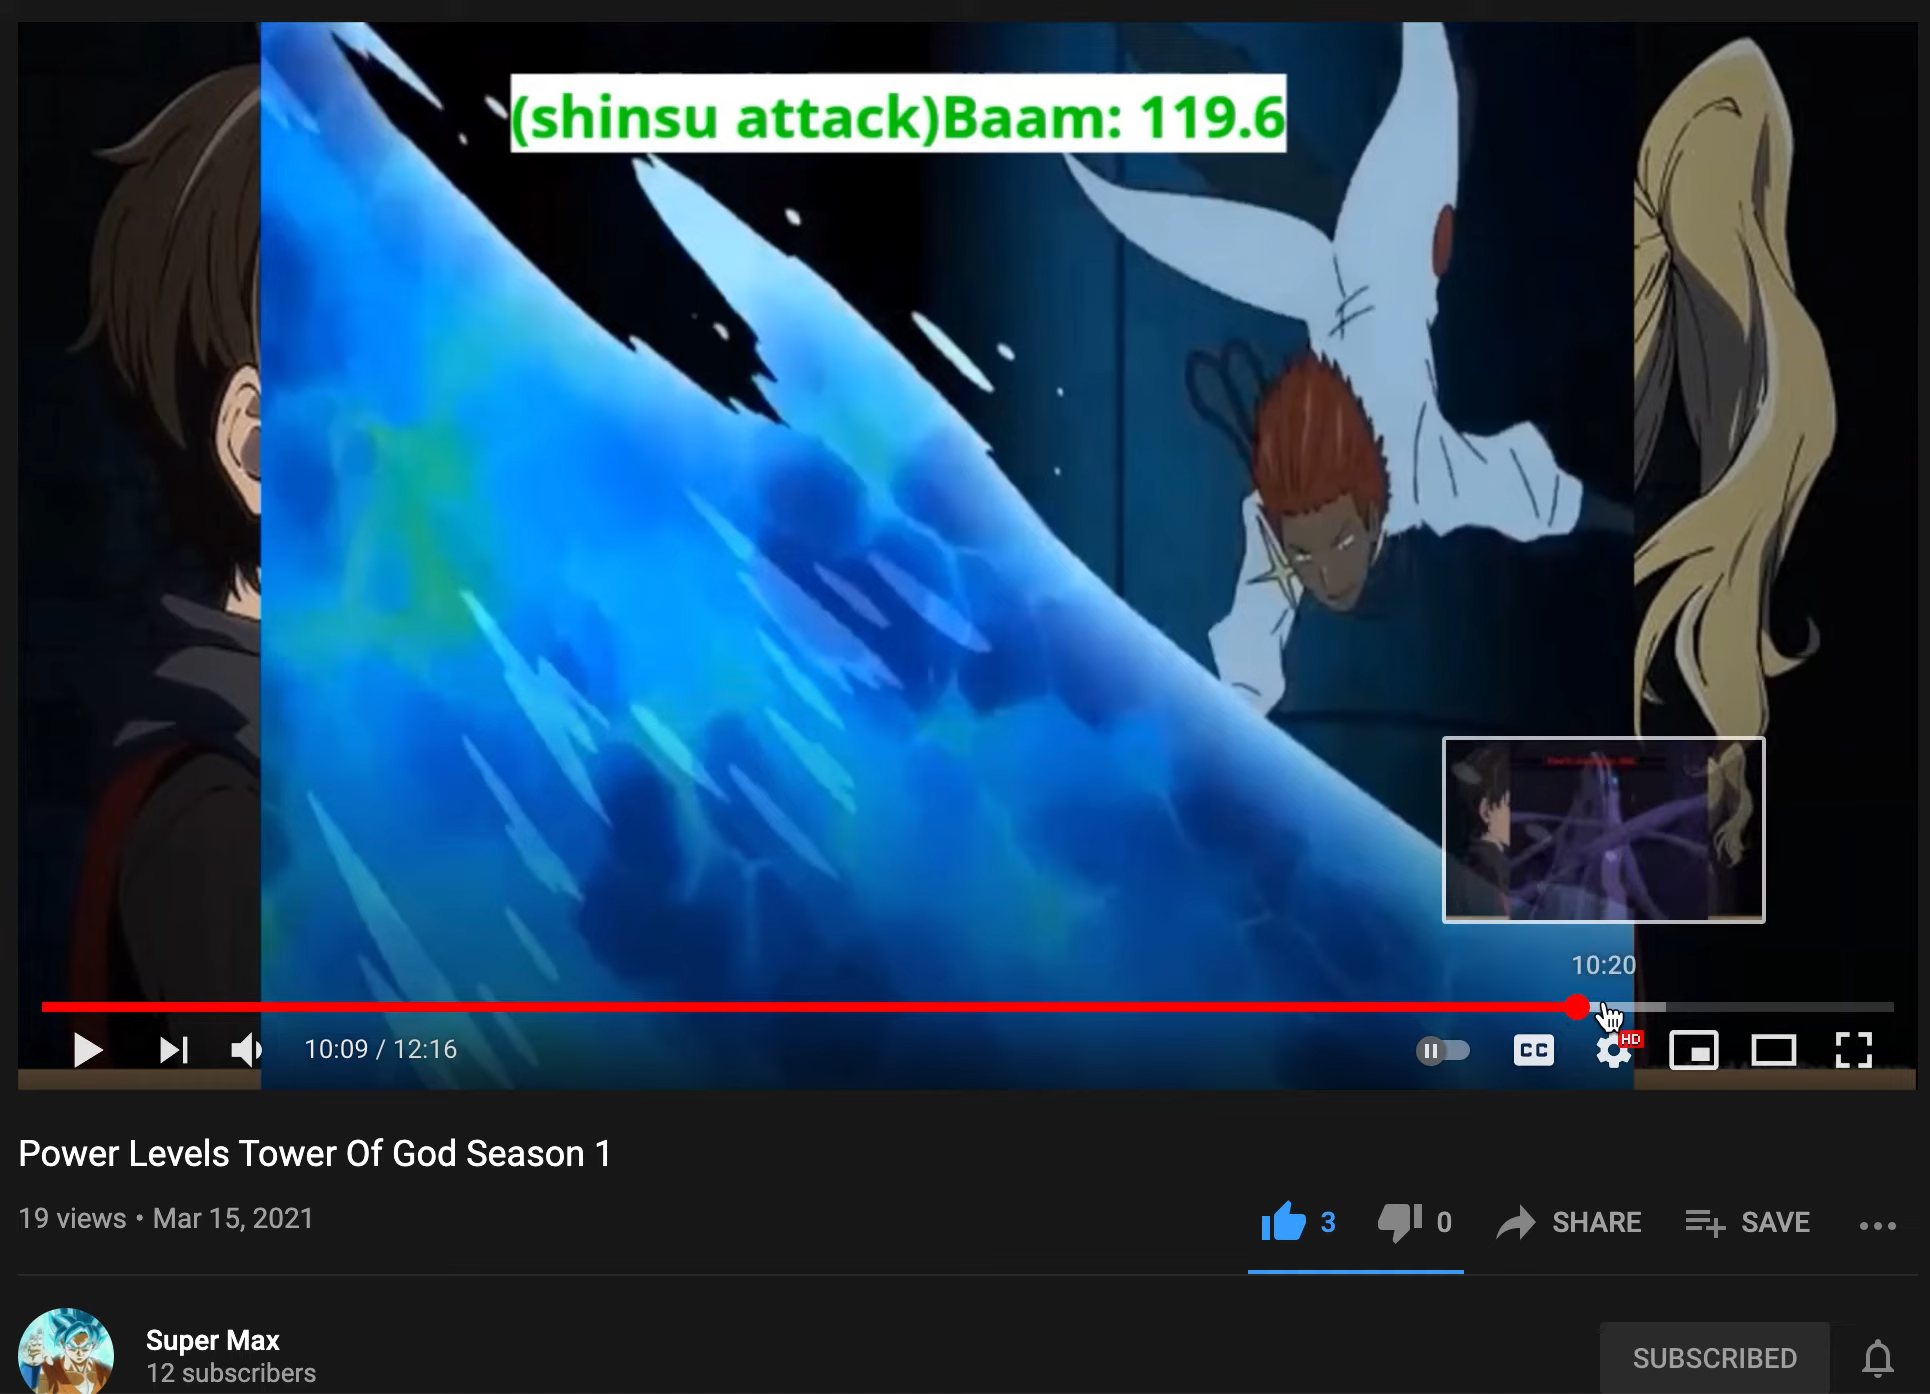 (shinsu attack)Baam: 119.6
10:20
10:09 / 12:16
CC
HD
Power Levels Tower Of God Season 1
19 views • Mar 15, 2021
3
0
SHARE
SAVE
Super Max
12 subscribers
SUBSCRIBED